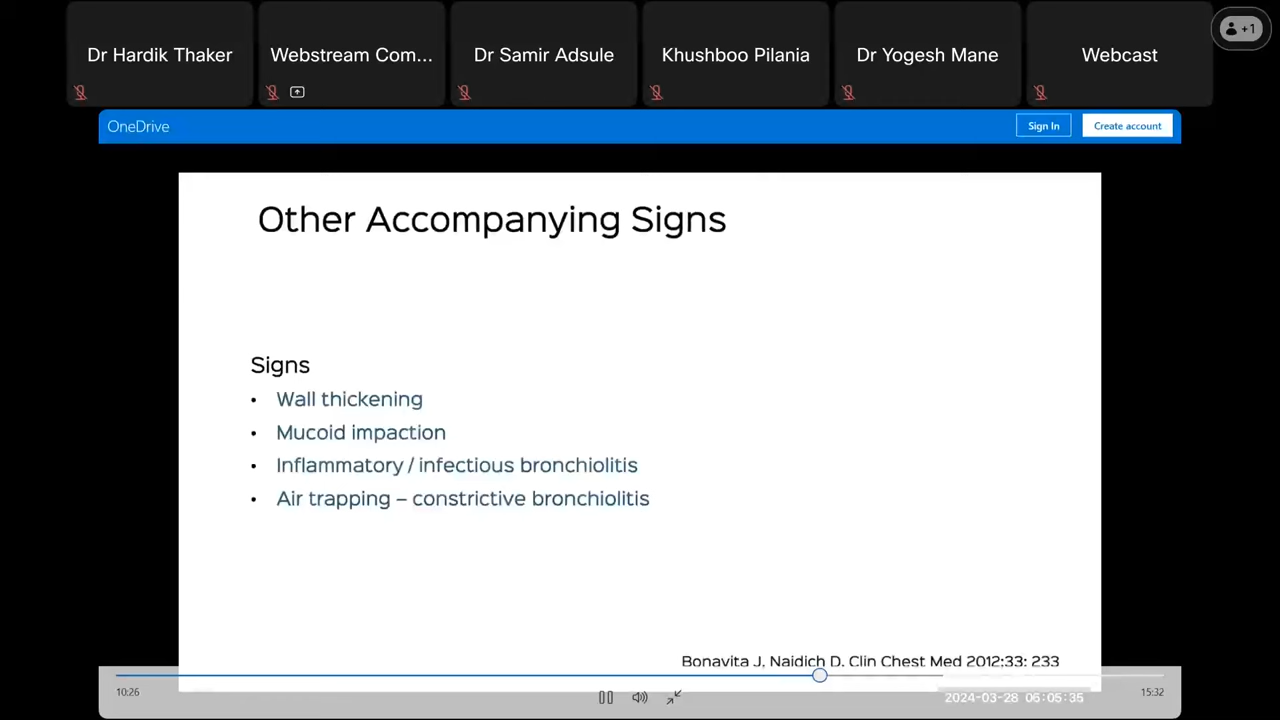 Dr Hardik Thaker
Webstream Com...
Dr Samir Adsule
Khushboo Pilania
Dr Yogesh Mane
Webcast
+1
OneDrive
Sign In
Create account
Other Accompanying Signs
Signs
• Wall thickening
• Mucoid impaction
• Inflammatory / infectious bronchiolitis
• Air trapping – constrictive bronchiolitis
Bonavita J, Naidich D. Clin Chest Med 2012;33: 233
10:26
2024-03-28 06:05:35
15:32